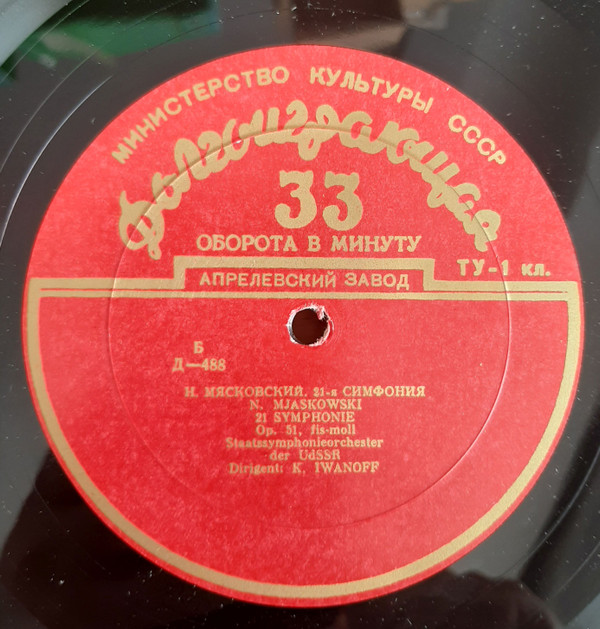 МИНИСТЕРСТВО КУЛЬТУРЫ СССР
Долгоиграющая
33
ОБОРОТА В МИНУТУ
ТУ-1 кл.
АПРЕЛЕВСКИЙ ЗАВОД
Б
Д—488
Н. МЯСКОВСКИЙ, 21-я СИМФОНИЯ
N. MJASKOWSKI
21 SYMPHONIE
Op. 51, fis-moll
Staatssymphonieorchester
der UdSSR
Dirigent: K. IWANOFF